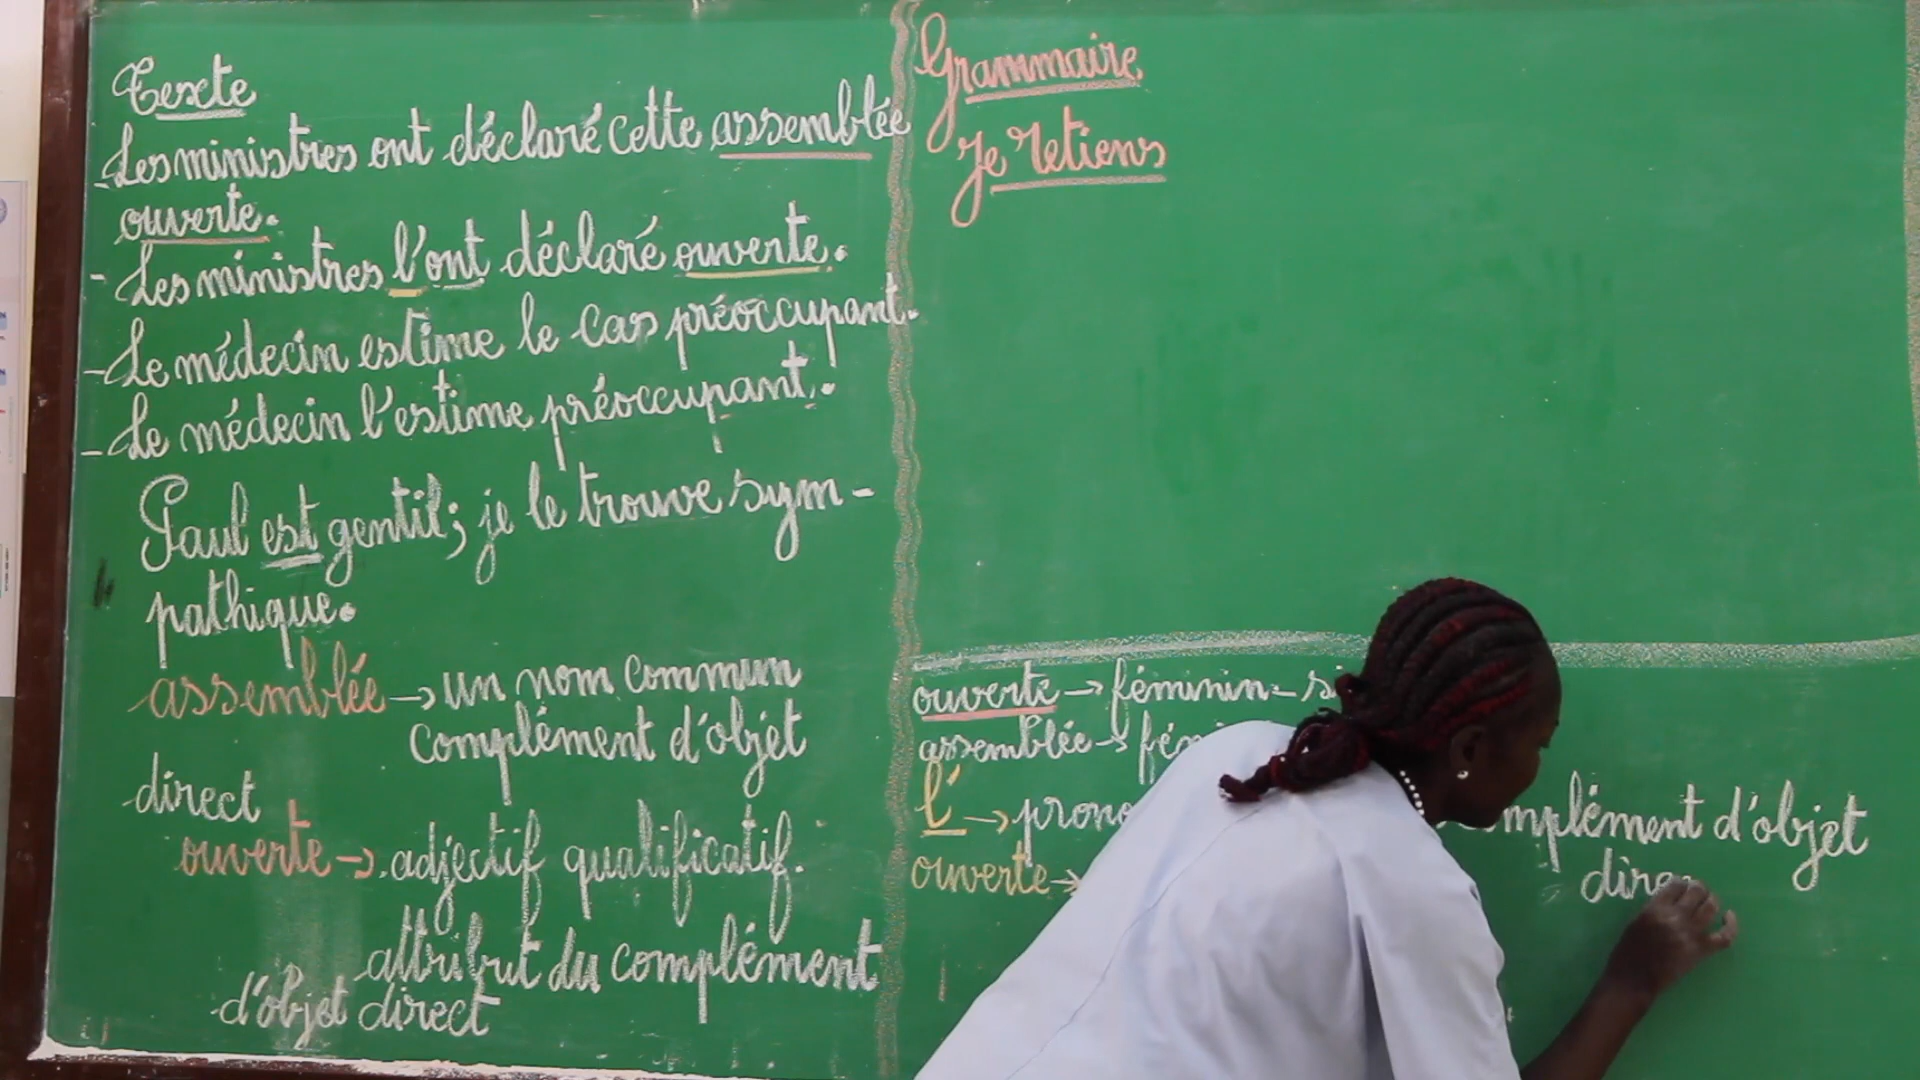 Texte
- Les ministres ont déclaré cette assemblée
ouverte.
- Les ministres l'ont déclaré ouverte.
- Le médecin estime le cas préoccupant.
- Le médecin l'estime préoccupant.
Paul est gentil; je le trouve sym-
pathique.
assemblée → un nom commun
complément d'objet
direct
ouverte → adjectif qualificatif.
attribut du complément
d'objet direct
Grammaire
je retiens
ouverte → féminin -
assemblée →
l' →
complément d'objet
ouverte →